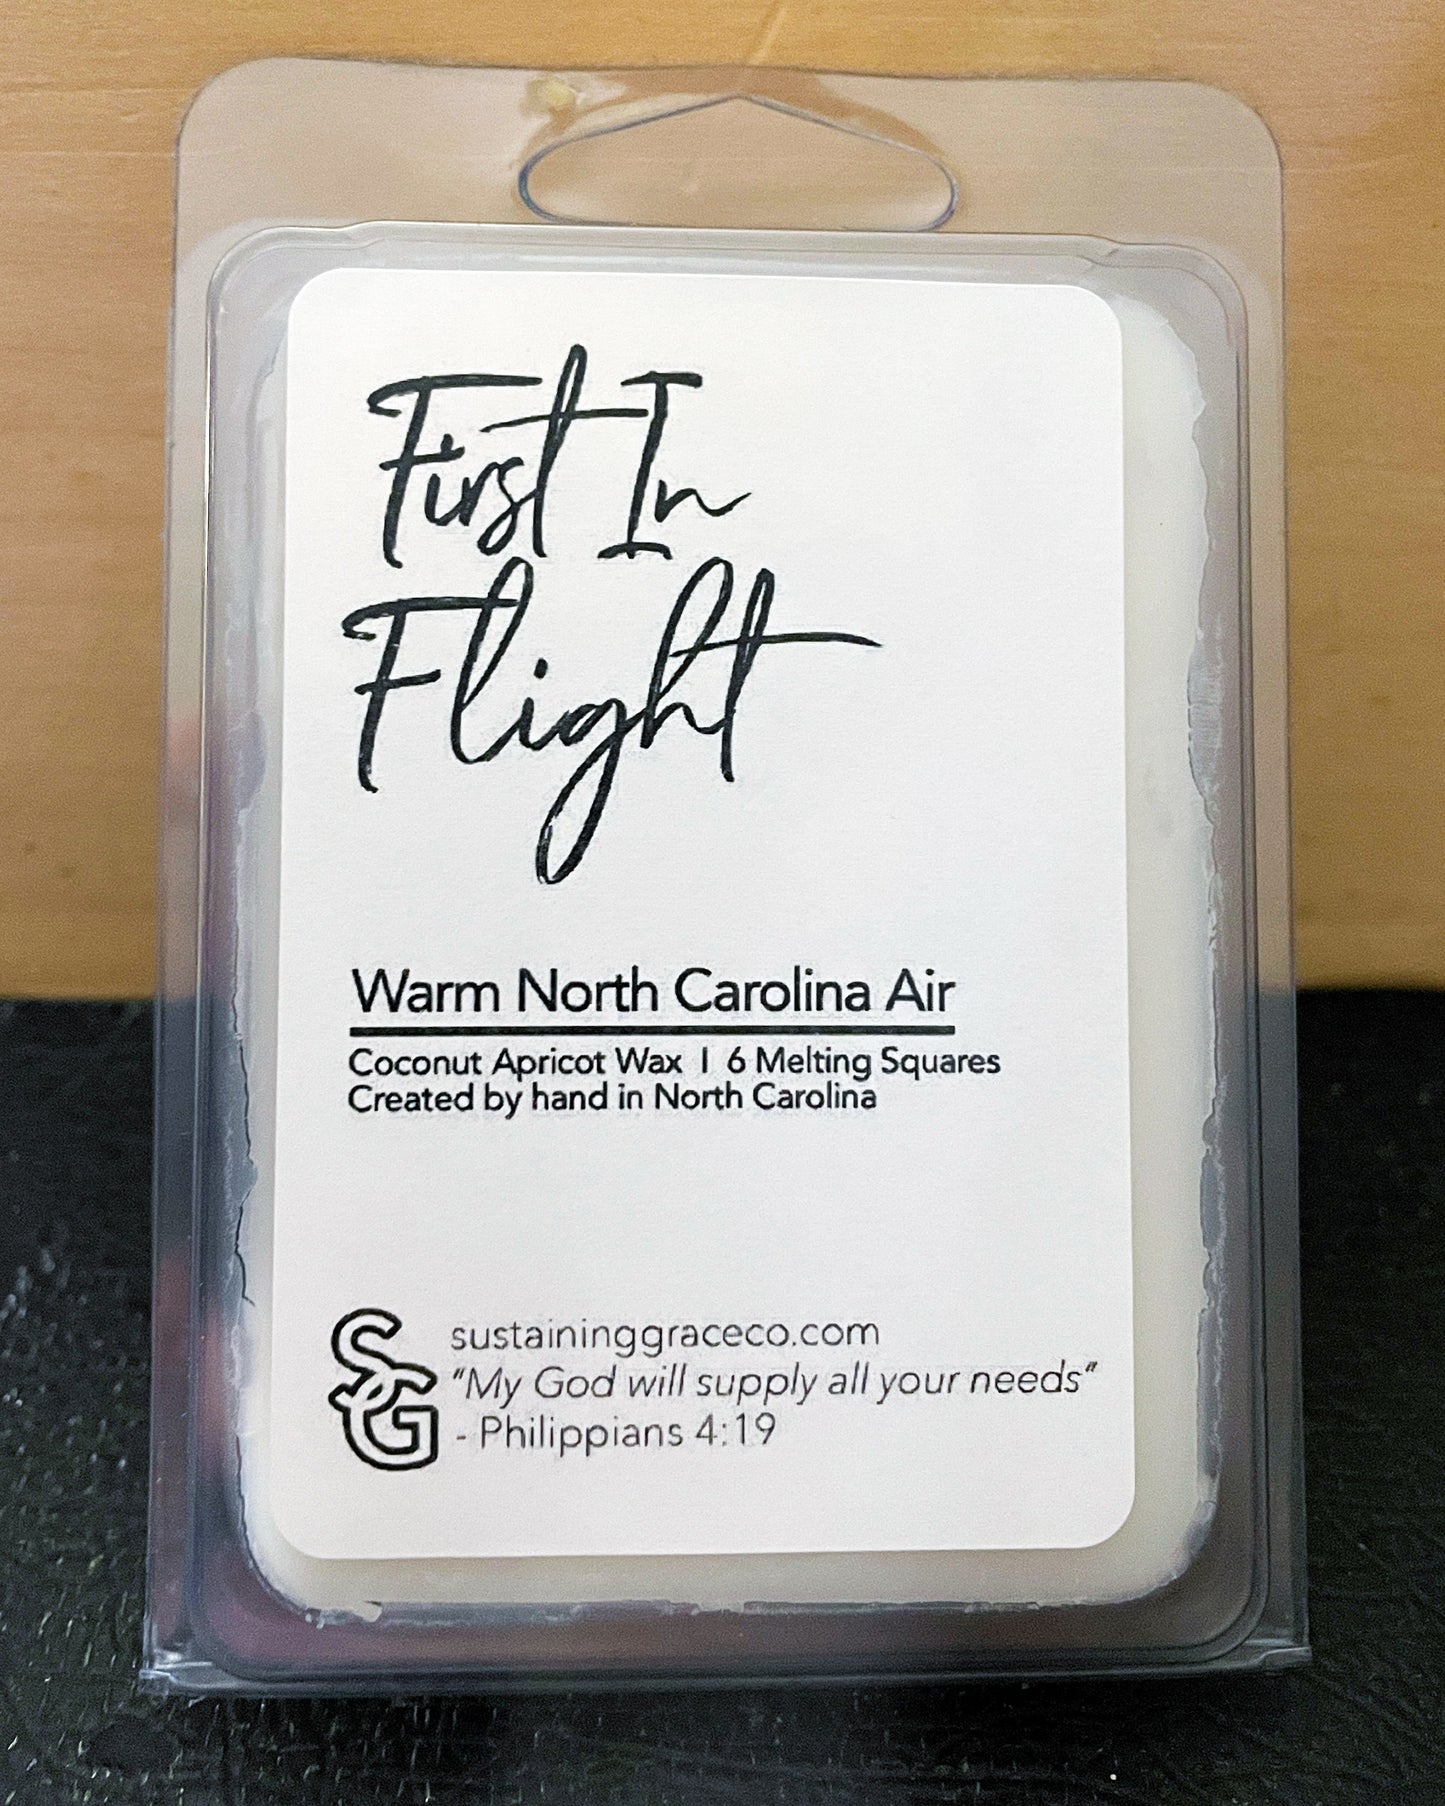 First In
Flight
Warm North Carolina Air
Coconut Apricot Wax | 6 Melting Squares
Created by hand in North Carolina
SG
sustaininggraceco.com
"My God will supply all your needs"
- Philippians 4:19